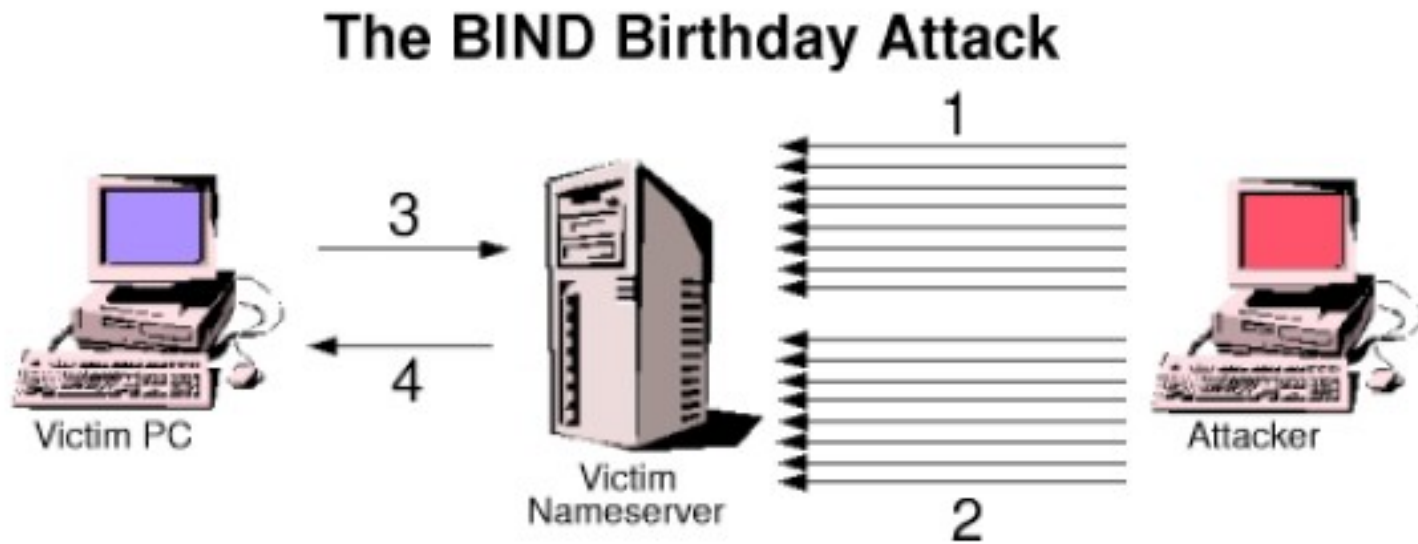 The BIND Birthday Attack
1
3
4
Victim PC
Victim
Nameserver
Attacker
2